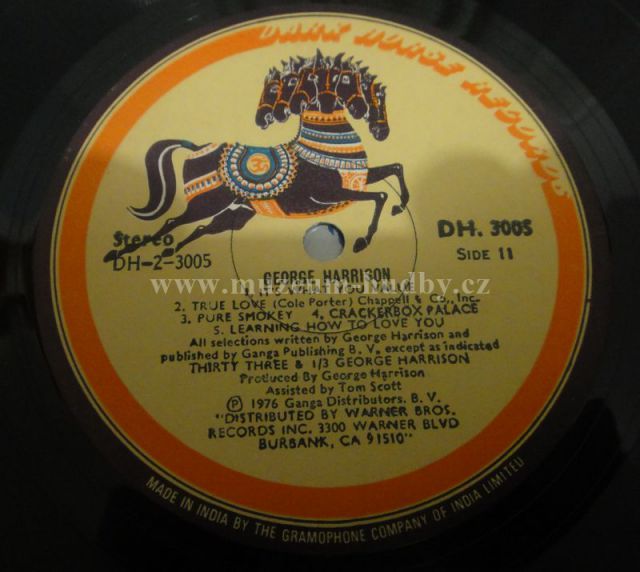 DARK HORSE RECORDS
Stereo
DH-2-3005
DH. 3005
SIDE 11
GEORGE HARRISON
www.muzeum-hudby.cz
2. TRUE LOVE (Cole Porter) Chappell & Co., Inc.
3. PURE SMOKEY 4. CRACKERBOX PALACE
5. LEARNING HOW TO LOVE YOU
All selections written by George Harrison and
published by Ganga Publishing B. V. except as indicated
THIRTY THREE & 1/3 GEORGE HARRISON
Produced By George Harrison
Assisted by Tom Scott
Ⓟ 1976 Ganga Distributors. B. V.
"DISTRIBUTED BY WARNER BROS.
RECORDS INC. 3300 WARNER BLVD
BURBANK, CA 91510"
MADE IN INDIA BY THE GRAMOPHONE COMPANY OF INDIA LIMITED